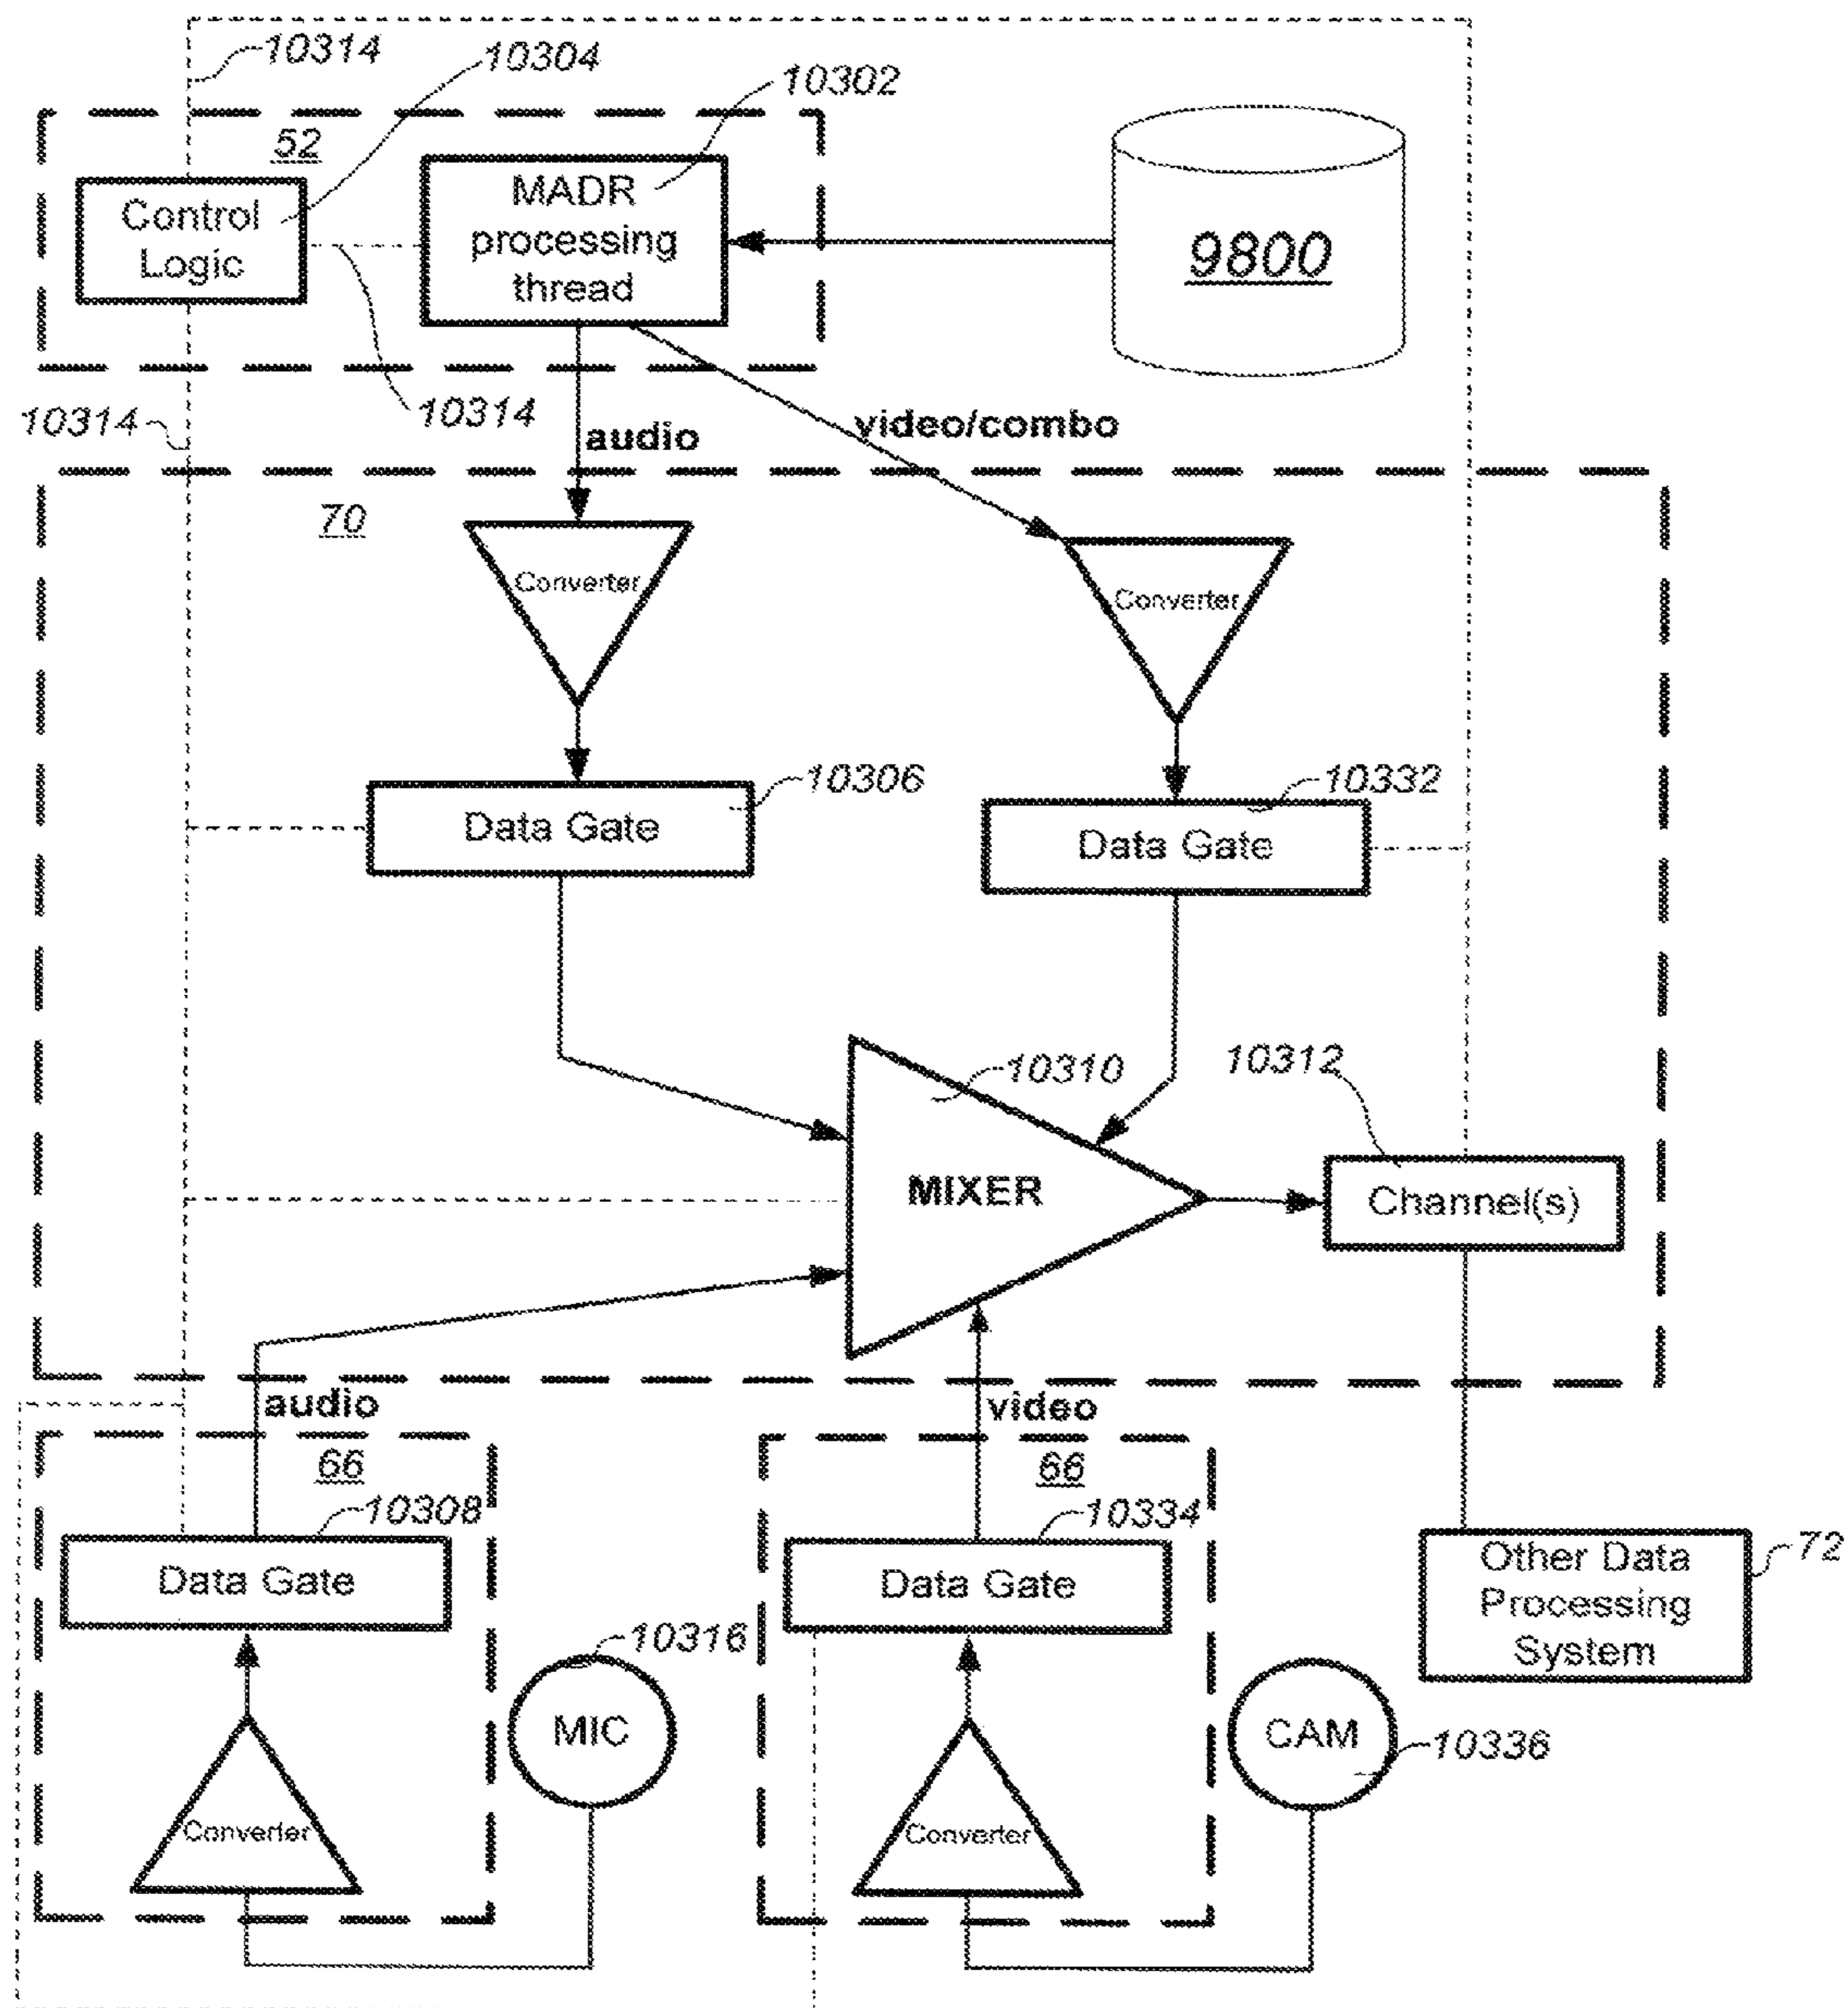 10314
10304
10302
52
Control
Logic
MADR
processing
thread
9800
10314
10314
audio
video/combo
70
Converter
Converter
10306
10332
Data Gate
Data Gate
10310
10312
MIXER
Channel(s)
audio
video
66
66
10308
10334
Data Gate
Data Gate
Other Data
Processing
System
72
10316
MIC
CAM
10336
Converter
Converter